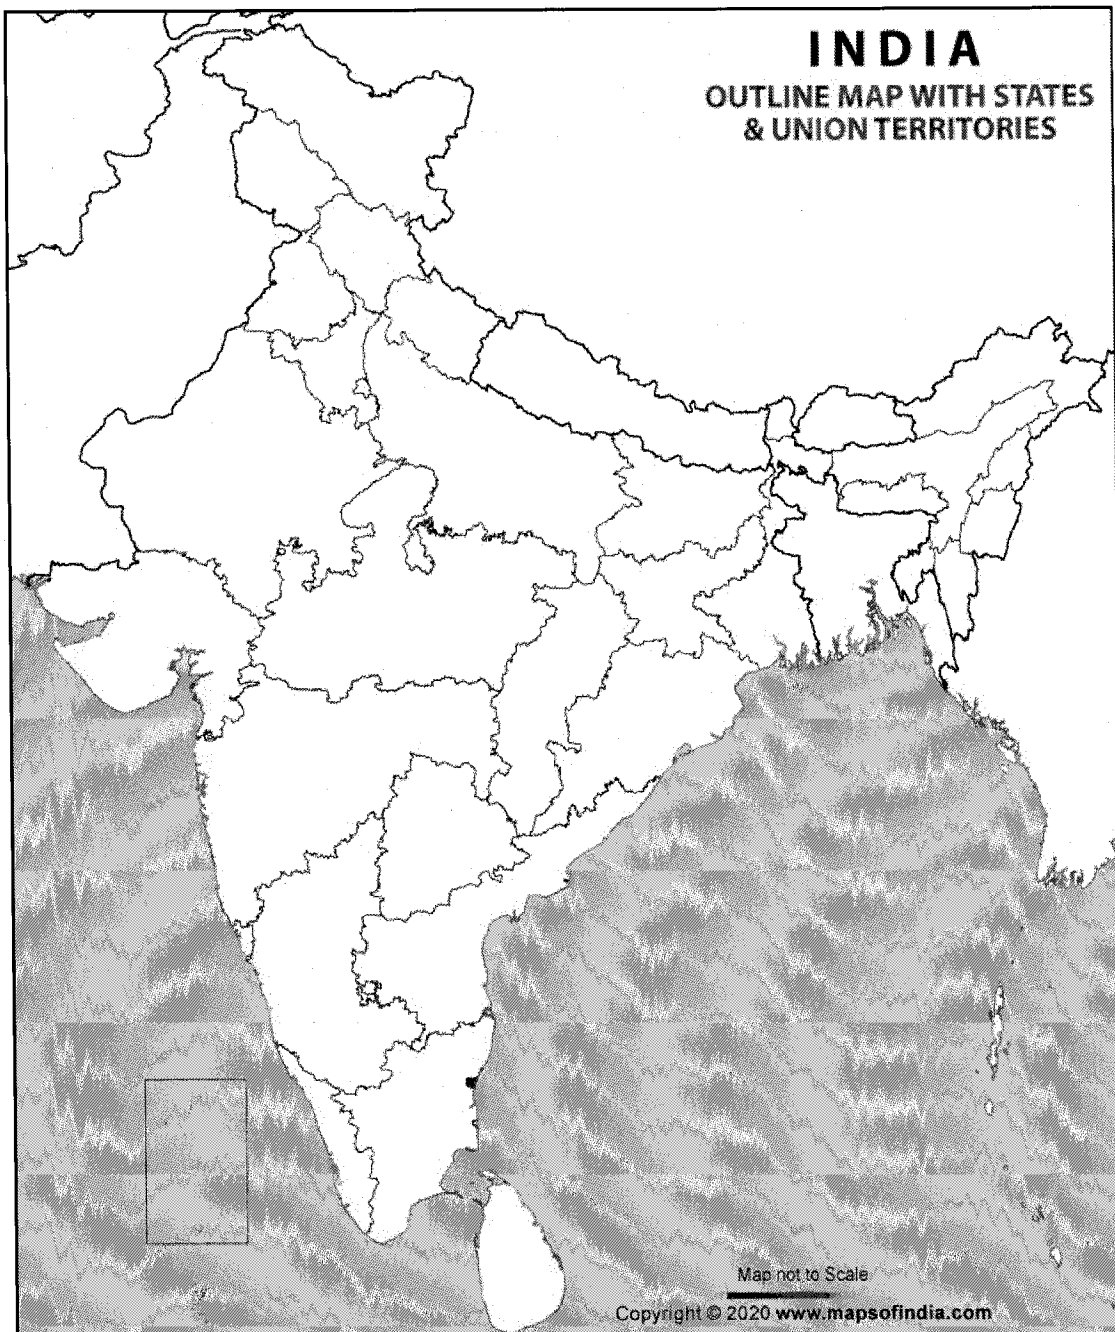 INDIA
OUTLINE MAP WITH STATES
& UNION TERRITORIES
Map not to Scale
Copyright © 2020 www.mapsofindia.com